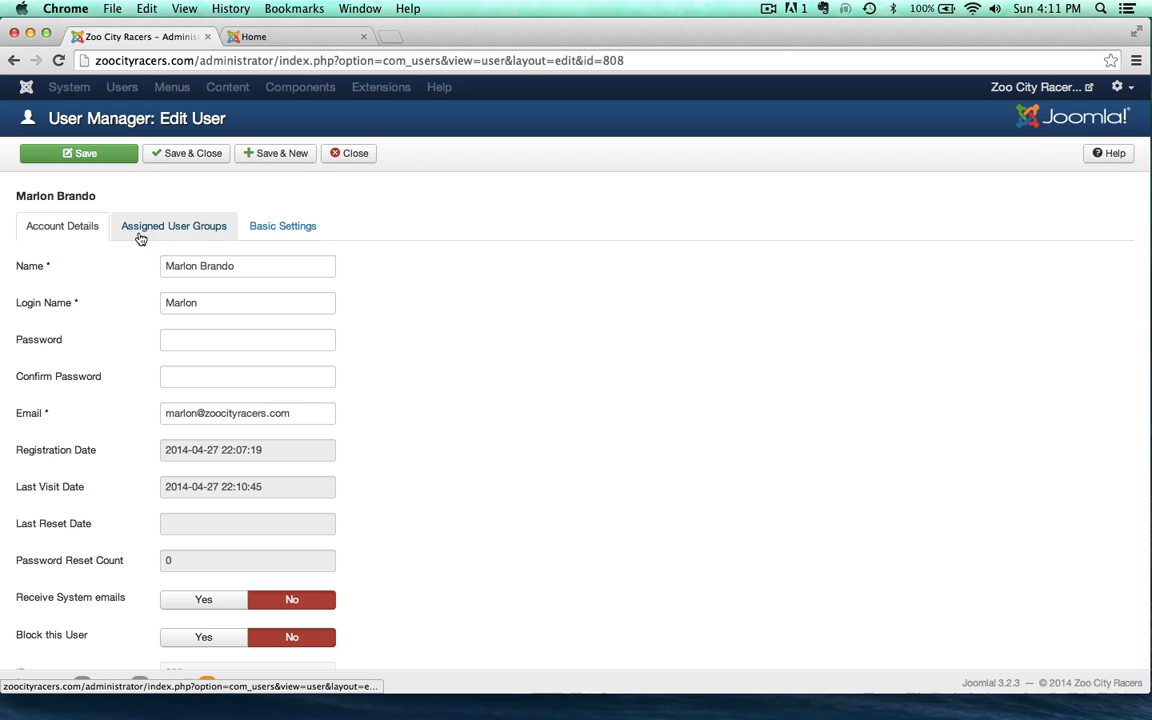 Chrome File Edit View History Bookmarks Window Help 1 100% Sun 4:11 PM
Zoo City Racers - Adminis Home
zoocityracers.com/administrator/index.php?option=com_users&view=user&layout=edit&id=808
System Users Menus Content Components Extensions Help Zoo City Racer...
User Manager: Edit User Joomla!
Save Save & Close Save & New Close Help
Marlon Brando
Account Details Assigned User Groups Basic Settings
Name * Marlon Brando
Login Name * Marlon
Password
Confirm Password
Email * marlon@zoocityracers.com
Registration Date 2014-04-27 22:07:19
Last Visit Date 2014-04-27 22:10:45
Last Reset Date
Password Reset Count 0
Receive System emails Yes No
Block this User Yes No
zoocityracers.com/administrator/index.php?option=com_users&view=user&layout=e... Joomla! 3.2.3 — © 2014 Zoo City Racers